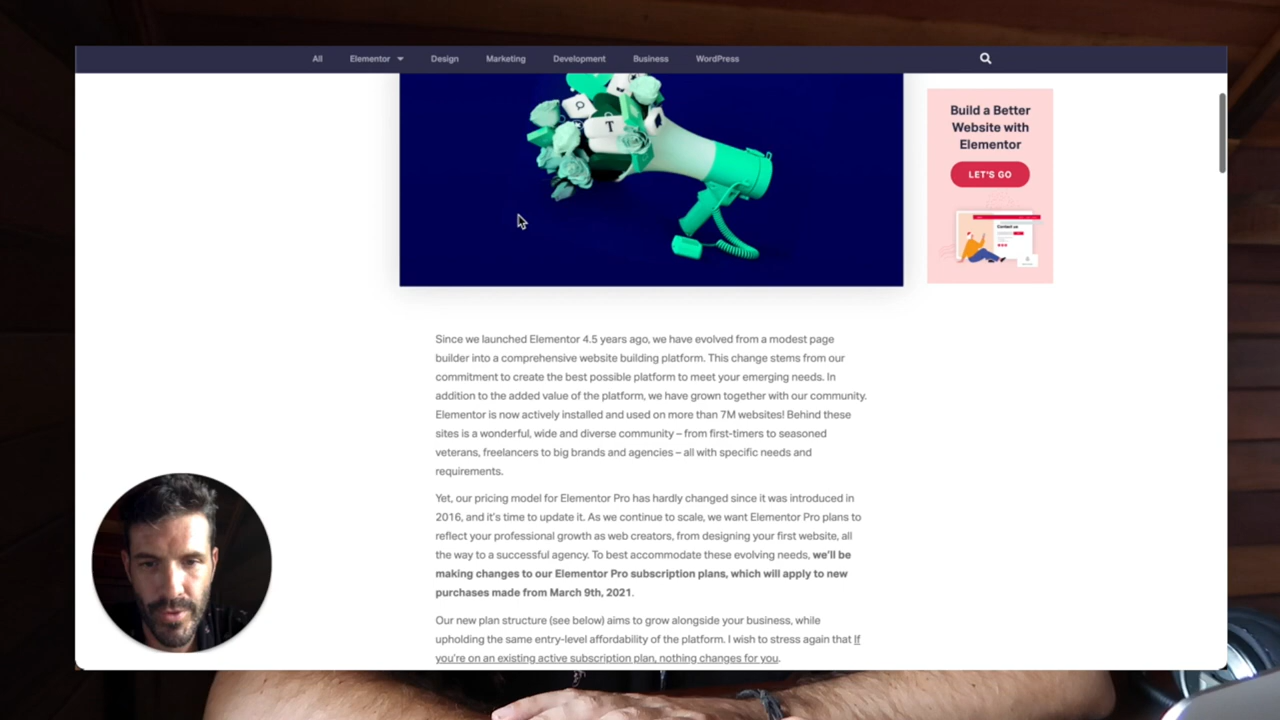 All
Elementor
Design
Marketing
Development
Business
WordPress
T
Build a Better
Website with
Elementor
LET'S GO
Contact us
Since we launched Elementor 4.5 years ago, we have evolved from a modest page
builder into a comprehensive website building platform. This change stems from our
commitment to create the best possible platform to meet your emerging needs. In
addition to the added value of the platform, we have grown together with our community.
Elementor is now actively installed and used on more than 7M websites! Behind these
sites is a wonderful, wide and diverse community – from first-timers to seasoned
veterans, freelancers to big brands and agencies – all with specific needs and
requirements.
Yet, our pricing model for Elementor Pro has hardly changed since it was introduced in
2016, and it's time to update it. As we continue to scale, we want Elementor Pro plans to
reflect your professional growth as web creators, from designing your first website, all
the way to a successful agency. To best accommodate these evolving needs, we'll be
making changes to our Elementor Pro subscription plans, which will apply to new
purchases made from March 9th, 2021.
Our new plan structure (see below) aims to grow alongside your business, while
upholding the same entry-level affordability of the platform. I wish to stress again that If
you're on an existing active subscription plan, nothing changes for you.